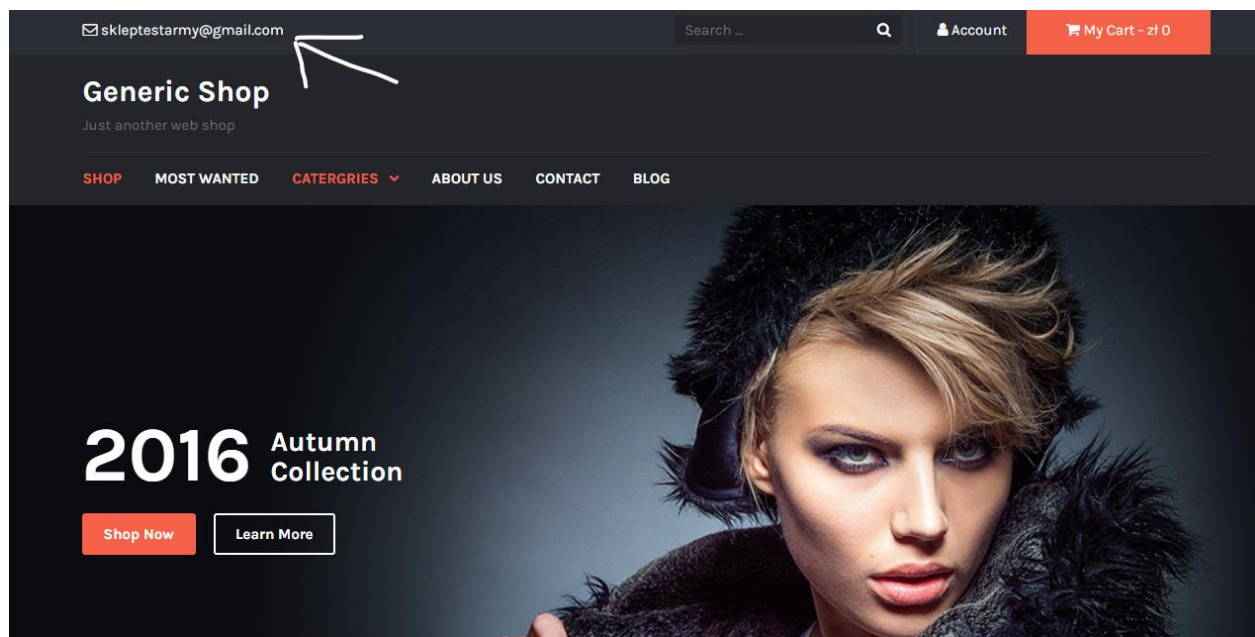 skleptestarmy@gmail.com
Search ...
Account
My Cart - zł 0
Generic Shop
Just another web shop
SHOP MOST WANTED CATERGRIES ABOUT US CONTACT BLOG
2016 Autumn
Collection
Shop Now Learn More